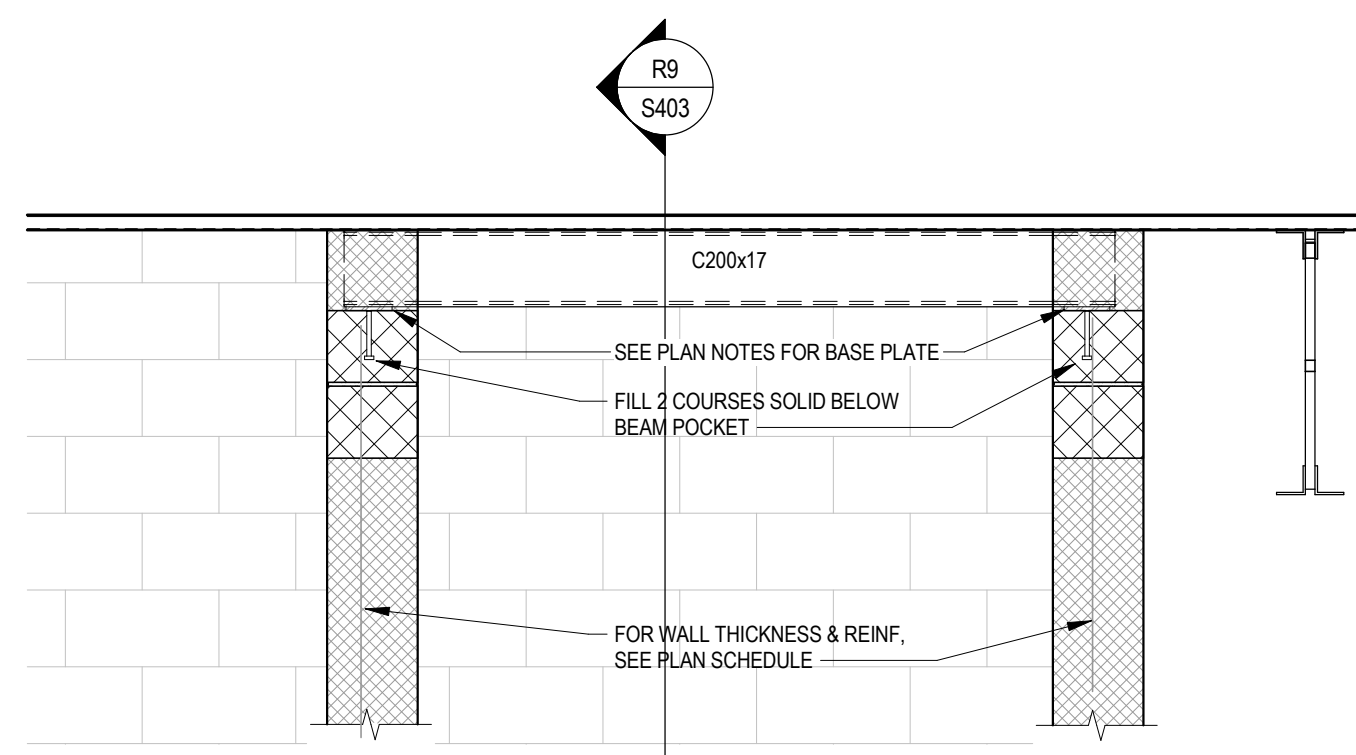 R9
S403
C200x17
SEE PLAN NOTES FOR BASE PLATE
FILL 2 COURSES SOLID BELOW
BEAM POCKET
FOR WALL THICKNESS & REINF,
SEE PLAN SCHEDULE